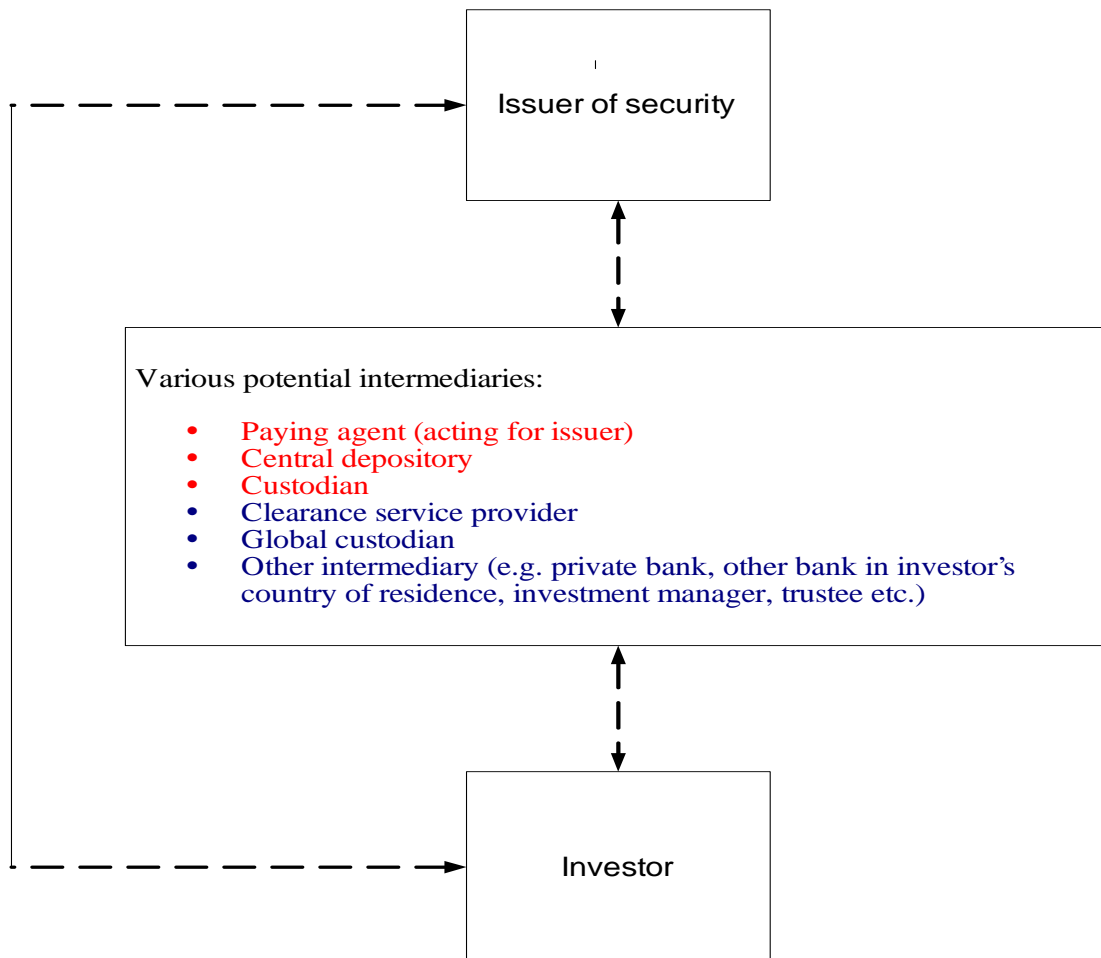 Issuer of security
Various potential intermediaries:
• Paying agent (acting for issuer)
• Central depository
• Custodian
• Clearance service provider
• Global custodian
• Other intermediary (e.g. private bank, other bank in investor’s
country of residence, investment manager, trustee etc.)
Investor